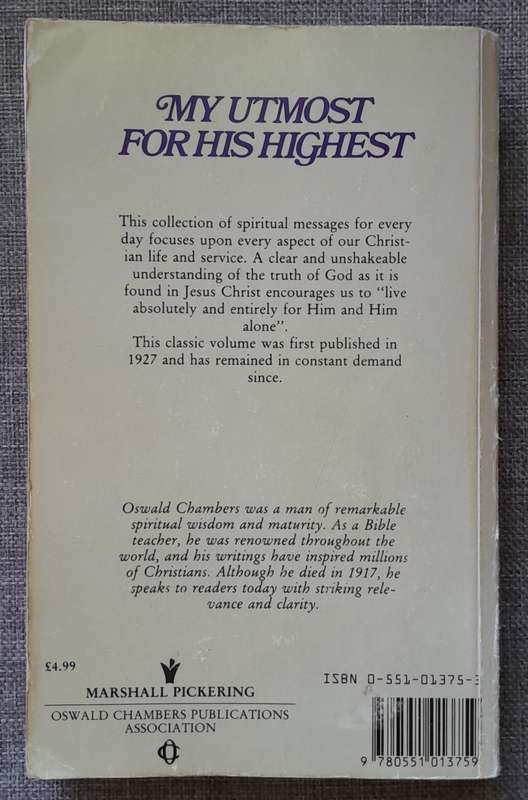 MY UTMOST
FOR HIS HIGHEST
This collection of spiritual messages for every
day focuses upon every aspect of our Christ-
ian life and service. A clear and unshakeable
understanding of the truth of God as it is
found in Jesus Christ encourages us to "live
absolutely and entirely for Him and Him
alone".
This classic volume was first published in
1927 and has remained in constant demand
since.
Oswald Chambers was a man of remarkable
spiritual wisdom and maturity. As a Bible
teacher, he was renowned throughout the
world, and his writings have inspired millions
of Christians. Although he died in 1917, he
speaks to readers today with striking rele-
vance and clarity.
£4.99
MARSHALL PICKERING
OSWALD CHAMBERS PUBLICATIONS
ASSOCIATION
ISBN 0-551-01375-3
9 780551 013759